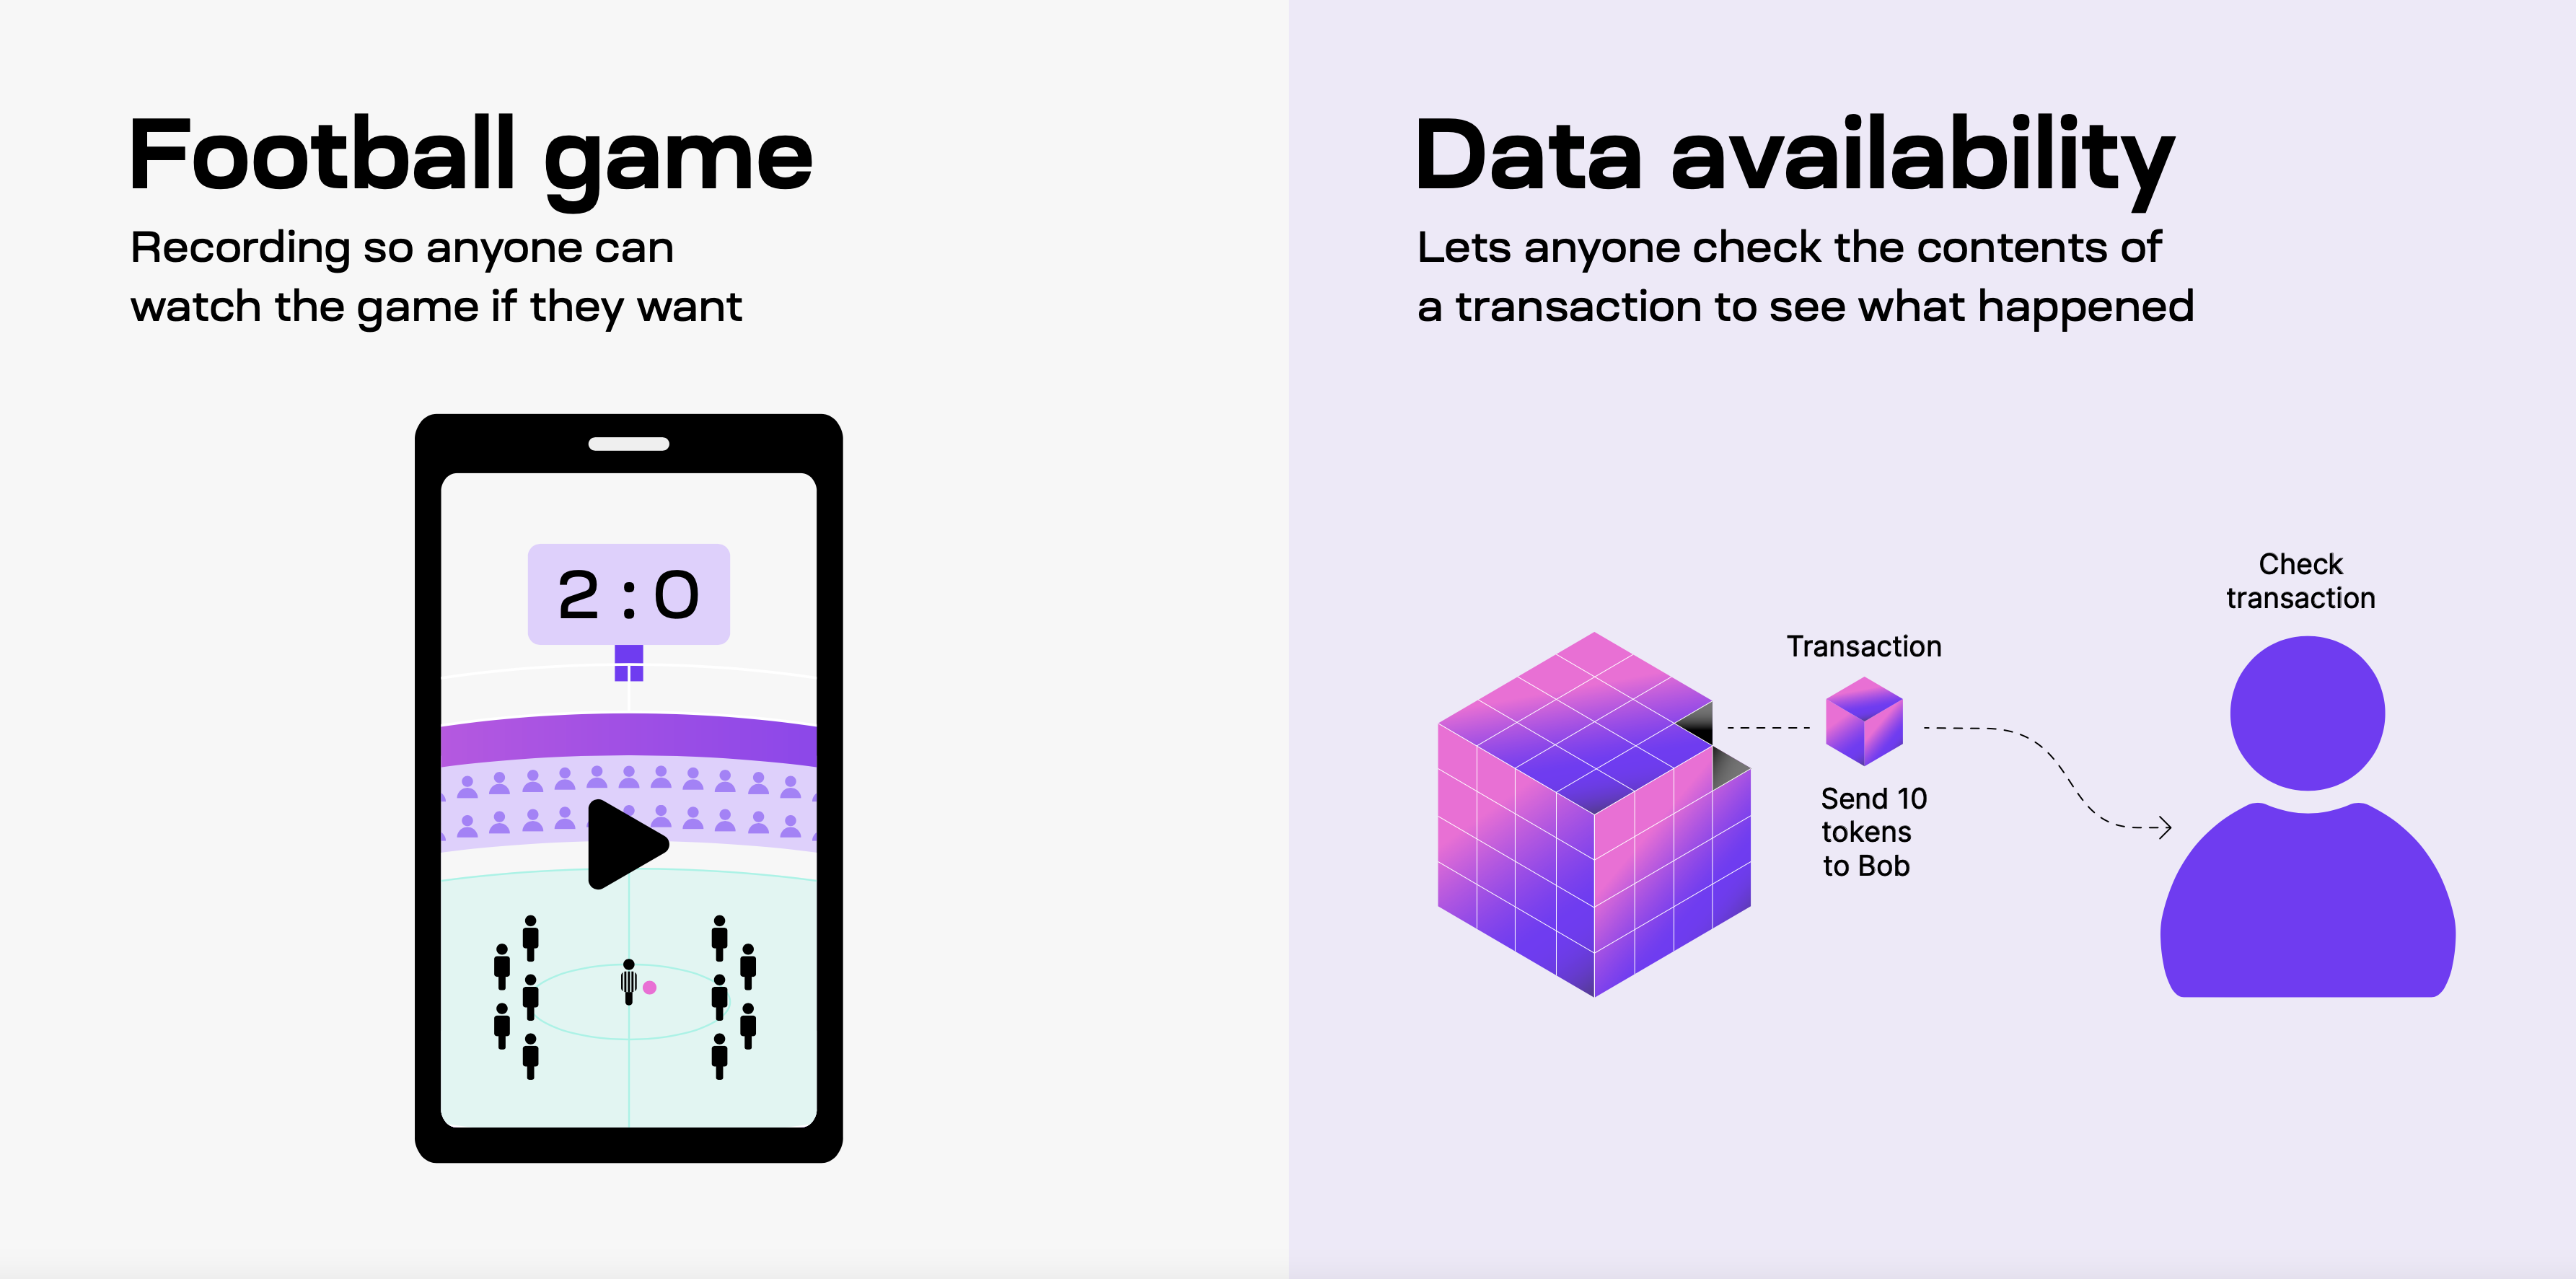 Football game
Recording so anyone can
watch the game if they want
2 : 0
Data availability
Lets anyone check the contents of
a transaction to see what happened
Transaction
Send 10
tokens
to Bob
Check
transaction